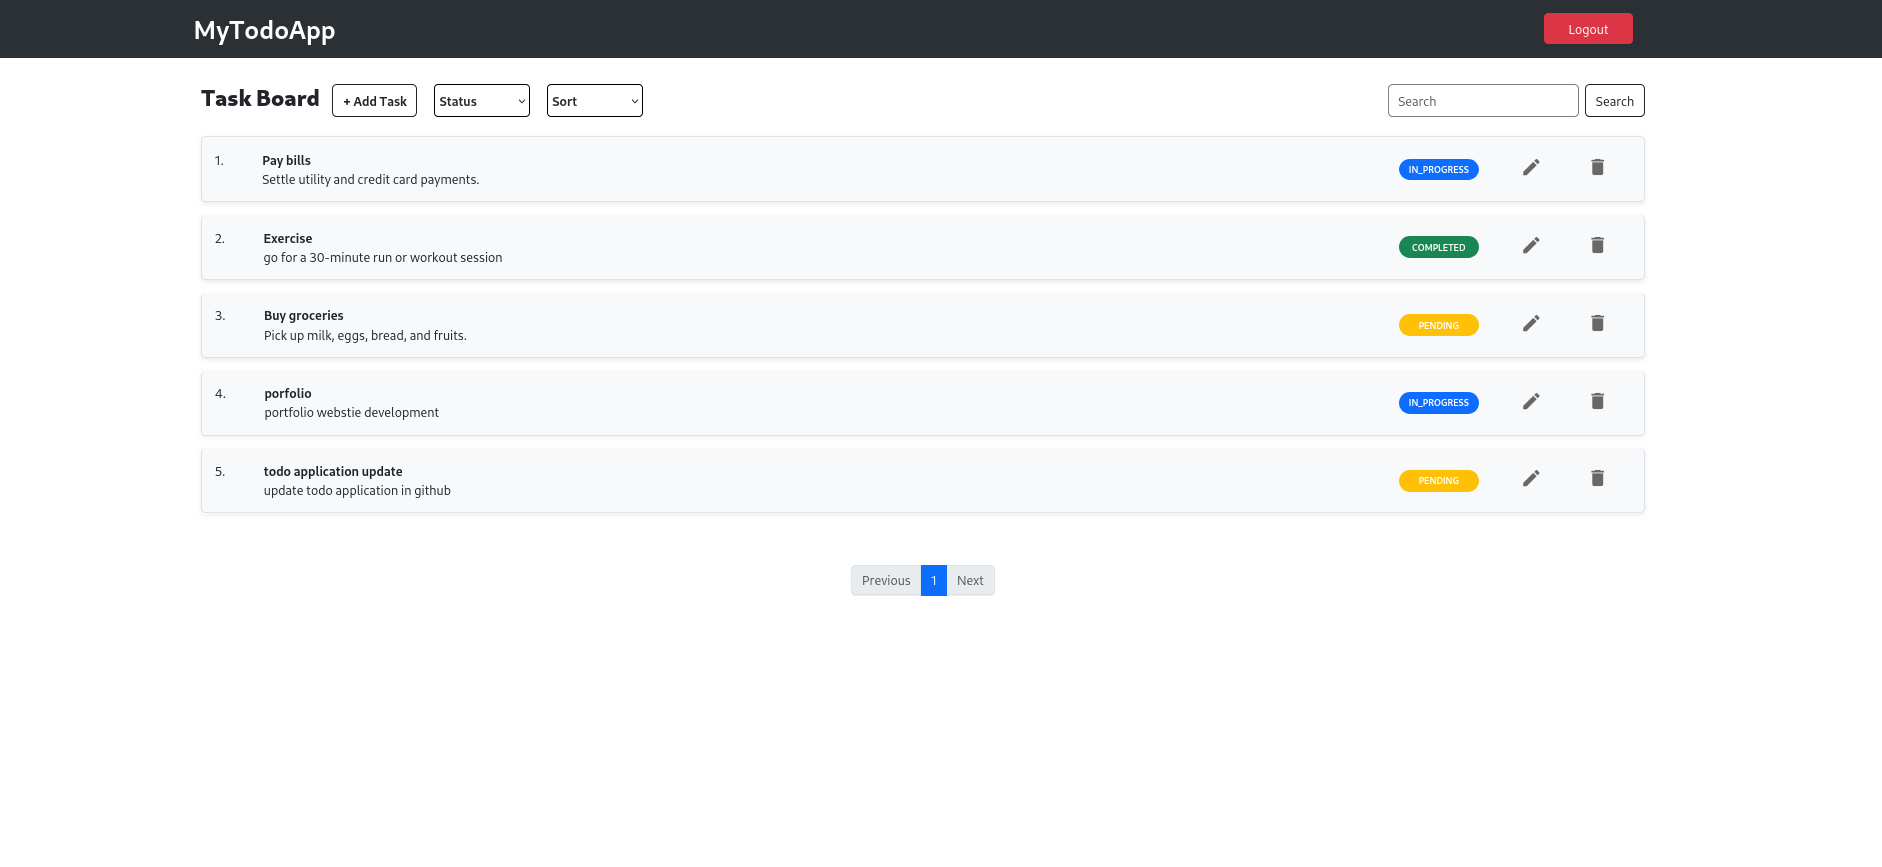 MyTodoApp
Logout
Task Board
+ Add Task
Status
Sort
Search
Search
1.
Pay bills
Settle utility and credit card payments.
IN_PROGRESS
2.
Exercise
go for a 30-minute run or workout session
COMPLETED
3.
Buy groceries
Pick up milk, eggs, bread, and fruits.
PENDING
4.
porfolio
portfolio webstie development
IN_PROGRESS
5.
todo application update
update todo application in github
PENDING
Previous
1
Next